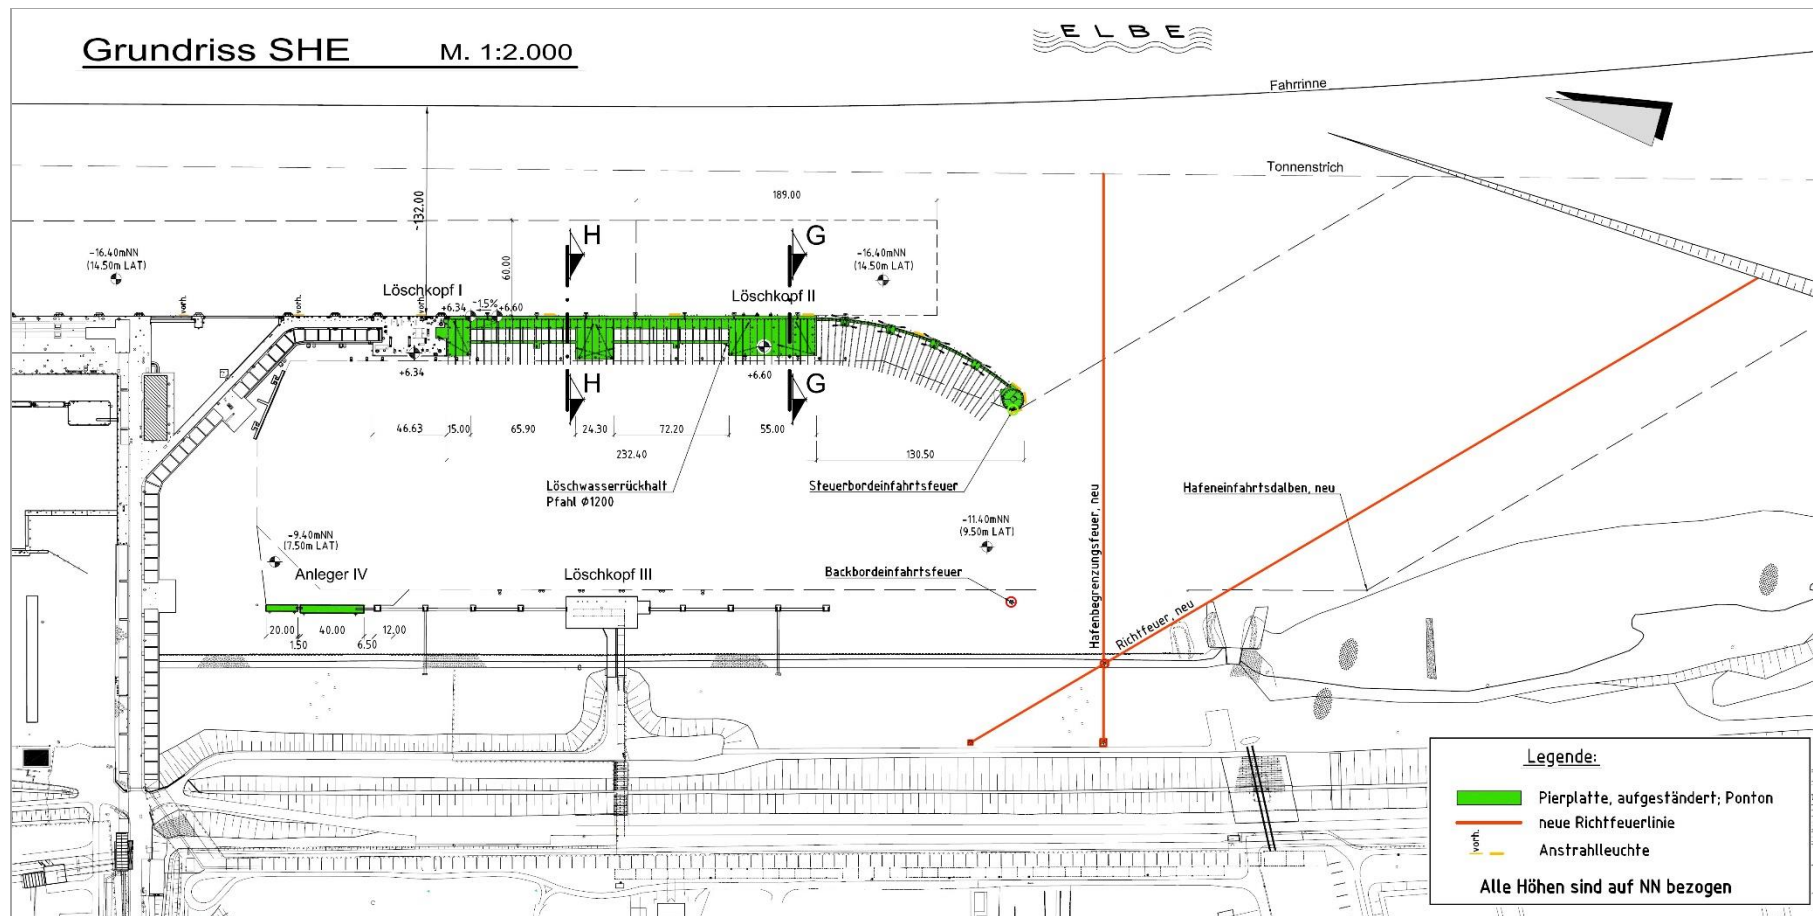 Grundriss SHE M. 1:2.000
ELBE
Fahrrinne
Tonnenstrich
-132.00
189.00
60.00
H
G
-16.40mNN
(14.50m LAT)
-16.40mNN
(14.50m LAT)
vorh.
vorh.
vorh.
Löschkopf I
+6.34
-1.5%
+6.60
Löschkopf II
+6.34
+6.60
H
G
46.63 15.00 65.90 24.30 72.20 55.00
232.40
130.50
Löschwasserrückhalt
Pfahl Ø1200
Steuerbordeinfahrtsfeuer
Hafeneinfahrtsdalben, neu
Hafenbegrenzungsfeuer, neu
-9.40mNN
(7.50m LAT)
-11.40mNN
(9.50m LAT)
Anleger IV
Löschkopf III
Backbordeinfahrtsfeuer
Richtfeuer, neu
20.00 40.00 12.00
1.50 6.50
Legende:
Pierplatte, aufgeständert; Ponton
neue Richtfeuerlinie
vorh.
Anstrahlleuchte
Alle Höhen sind auf NN bezogen